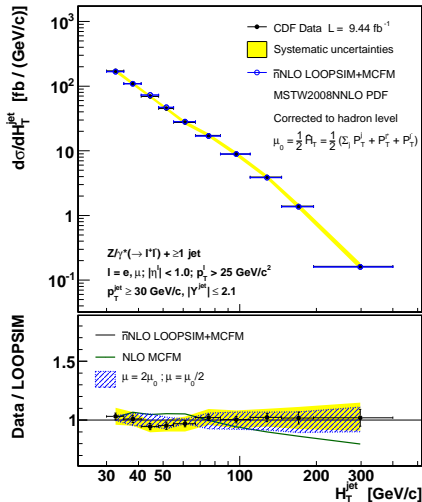 dσ/dH_T^jet [fb / (GeV/c)]
10³
10²
10
1
10⁻¹
CDF Data L = 9.44 fb⁻¹
Systematic uncertainties
n̄NLO LOOPSIM+MCFM
MSTW2008NNLO PDF
Corrected to hadron level
μ₀ = ½ Ĥ_T = ½ (Σ_j P_T^j + P_T^l⁺ + P_T^l⁻)
Z/γ*(→ l⁺l⁻) + ≥1 jet
l = e, μ; |η^l| < 1.0; p_T^l > 25 GeV/c²
p_T^jet ≥ 30 GeV/c, |Y^jet| ≤ 2.1
Data / LOOPSIM
1.5
1
n̄NLO LOOPSIM+MCFM
NLO MCFM
μ = 2μ₀ ; μ = μ₀/2
30 40 50 100 200 300
H_T^jet [GeV/c]